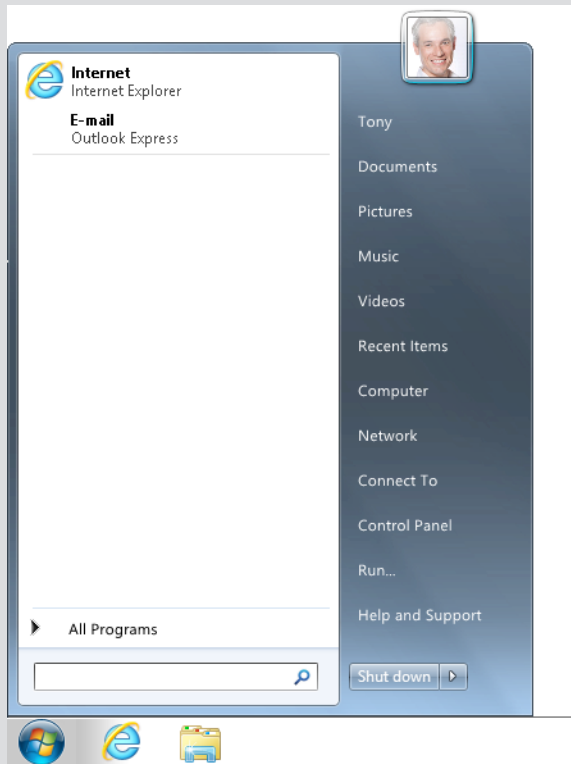 Internet
Internet Explorer
E-mail
Outlook Express
All Programs
Tony
Documents
Pictures
Music
Videos
Recent Items
Computer
Network
Connect To
Control Panel
Run...
Help and Support
Shut down